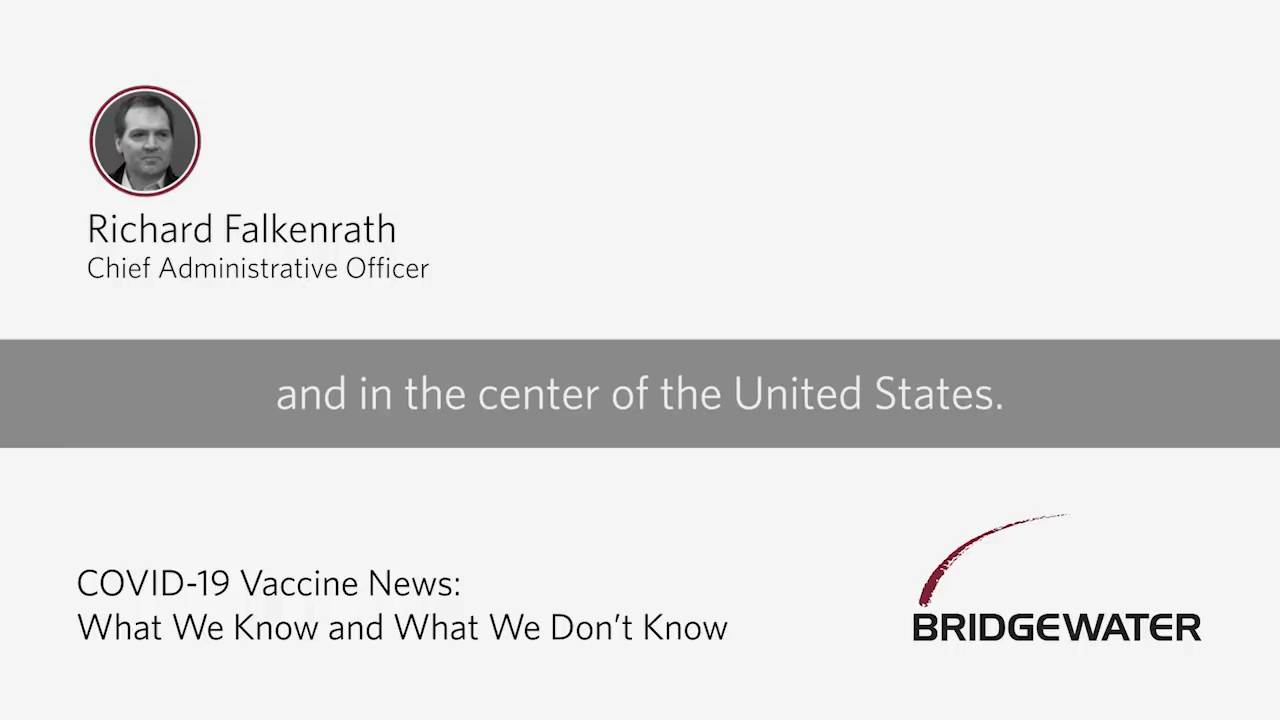 Richard Falkenrath
Chief Administrative Officer
and in the center of the United States.
COVID-19 Vaccine News:
What We Know and What We Don't Know
BRIDGEWATER